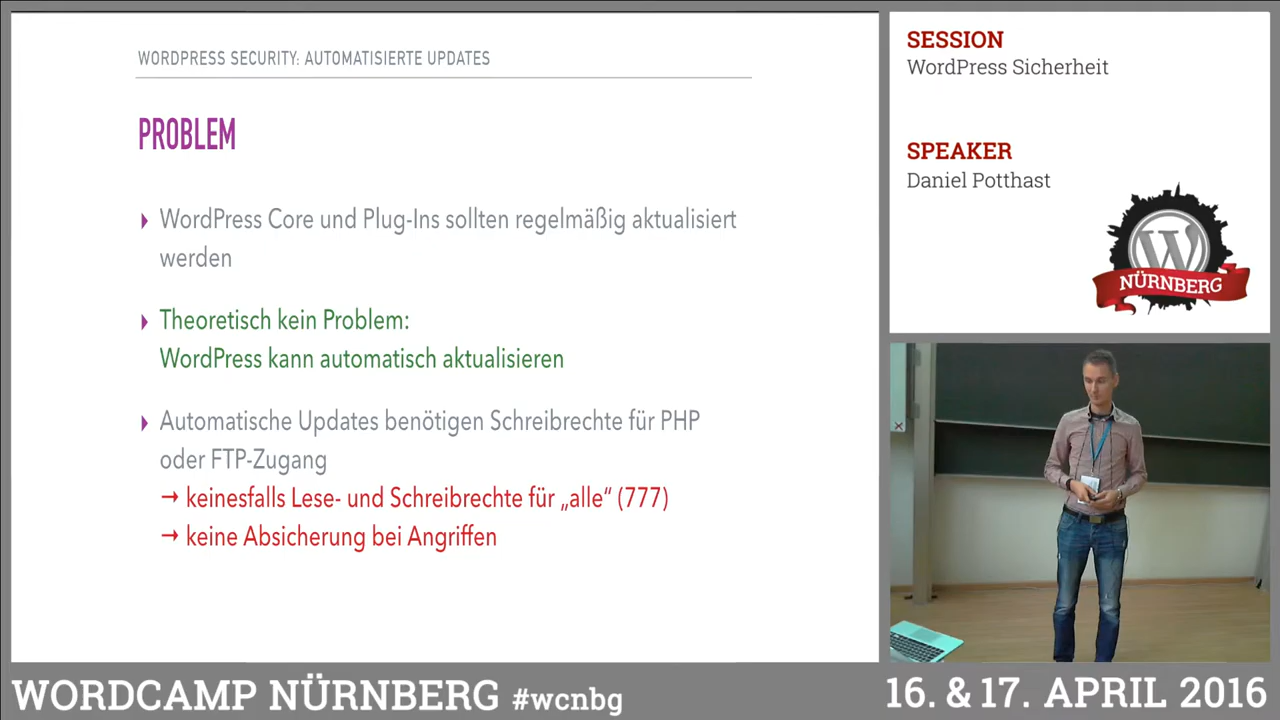 WORDPRESS SECURITY: AUTOMATISIERTE UPDATES
PROBLEM
WordPress Core und Plug-Ins sollten regelmäßig aktualisiert
werden
Theoretisch kein Problem:
WordPress kann automatisch aktualisieren
Automatische Updates benötigen Schreibrechte für PHP
oder FTP-Zugang
→ keinesfalls Lese- und Schreibrechte für „alle“ (777)
→ keine Absicherung bei Angriffen
SESSION
WordPress Sicherheit
SPEAKER
Daniel Potthast
W
NÜRNBERG
WORDCAMP NÜRNBERG #wcnbg
16. & 17. APRIL 2016